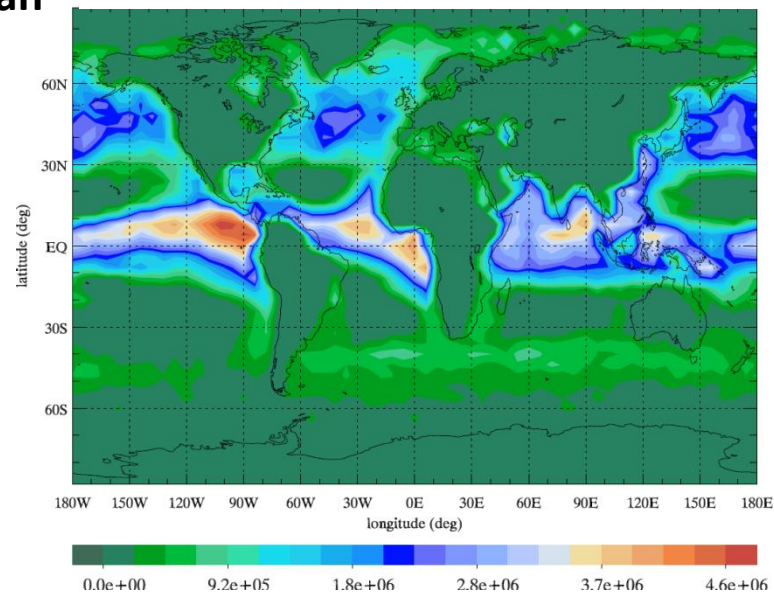 60N
30N
EQ
30S
60S
latitude (deg)
180W 150W 120W 90W 60W 30W 0E 30E 60E 90E 120E 150E 180E
longitude (deg)
0.0e+00 9.2e+05 1.8e+06 2.8e+06 3.7e+06 4.6e+06